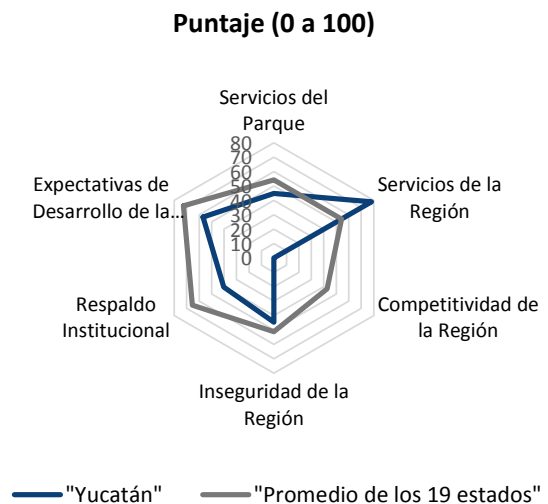 Puntaje (0 a 100)
Servicios del
Parque
80
70
60
50
40
30
20
10
0
Servicios de la
Región
Competitividad de
la Región
Inseguridad de la
Región
Respaldo
Institucional
Expectativas de
Desarrollo de la...
"Yucatán"
"Promedio de los 19 estados"